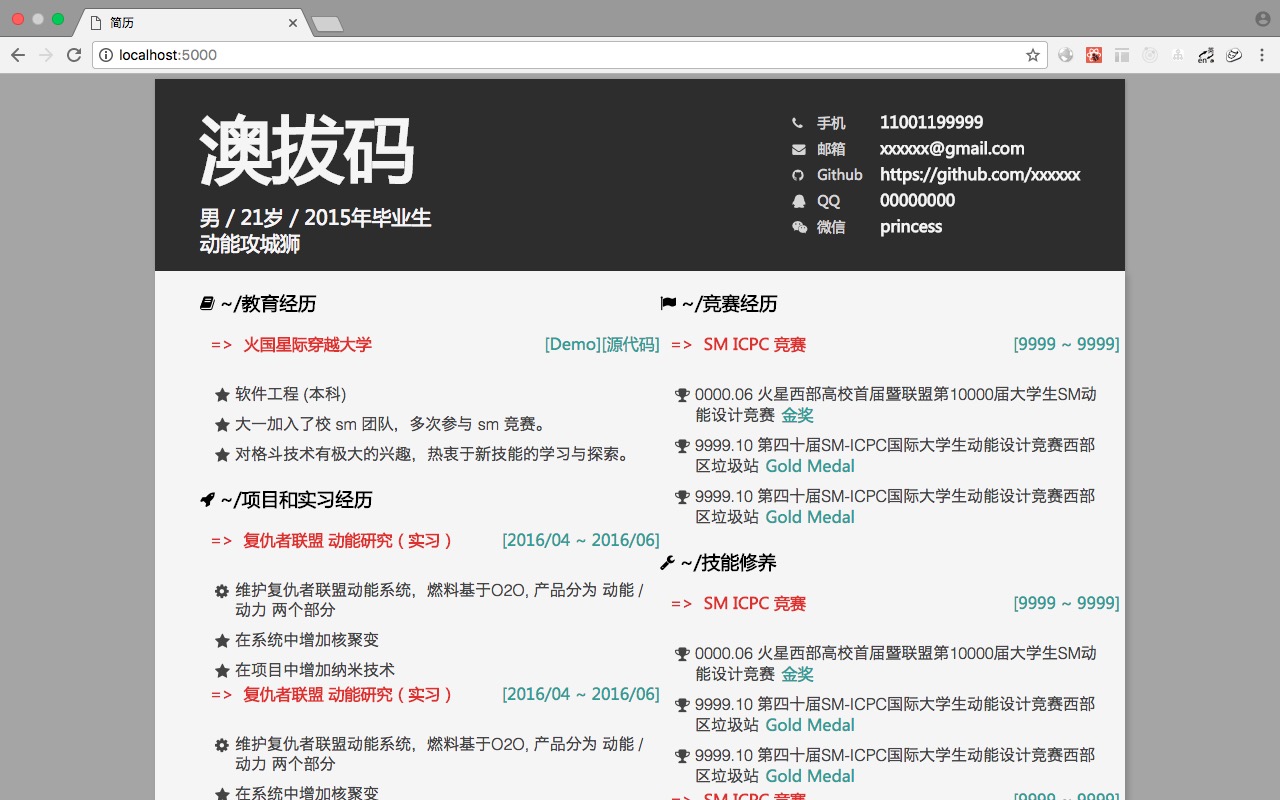 简历
localhost:5000
en
澳拔码
男 / 21岁 / 2015年毕业生
动能攻城狮
手机 11001199999
邮箱 xxxxxx@gmail.com
Github https://github.com/xxxxxx
QQ 00000000
微信 princess
~/教育经历
=> 火国星际穿越大学 [Demo][源代码]
软件工程 (本科)
大一加入了校 sm 团队，多次参与 sm 竞赛。
对格斗技术有极大的兴趣，热衷于新技能的学习与探索。
~/项目和实习经历
=> 复仇者联盟 动能研究 ( 实习 ) [2016/04 ~ 2016/06]
维护复仇者联盟动能系统，燃料基于O2O, 产品分为 动能 /
动力 两个部分
在系统中增加核聚变
在项目中增加纳米技术
=> 复仇者联盟 动能研究 ( 实习 ) [2016/04 ~ 2016/06]
维护复仇者联盟动能系统，燃料基于O2O, 产品分为 动能 /
动力 两个部分
在系统中增加核聚变
~/竞赛经历
=> SM ICPC 竞赛 [9999 ~ 9999]
0000.06 火星西部高校首届暨联盟第10000届大学生SM动
能设计竞赛 金奖
9999.10 第四十届SM-ICPC国际大学生动能设计竞赛西部
区垃圾站 Gold Medal
9999.10 第四十届SM-ICPC国际大学生动能设计竞赛西部
区垃圾站 Gold Medal
~/技能修养
=> SM ICPC 竞赛 [9999 ~ 9999]
0000.06 火星西部高校首届暨联盟第10000届大学生SM动
能设计竞赛 金奖
9999.10 第四十届SM-ICPC国际大学生动能设计竞赛西部
区垃圾站 Gold Medal
9999.10 第四十届SM-ICPC国际大学生动能设计竞赛西部
区垃圾站 Gold Medal
=> SM ICPC 竞赛 [9999 ~ 9999]